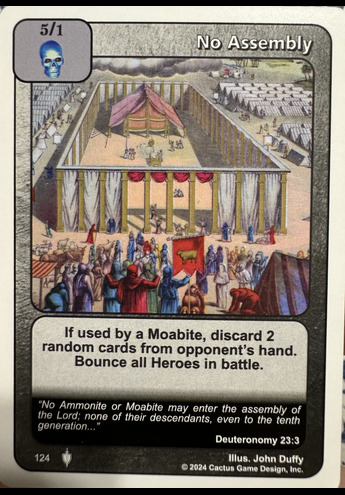 5/1
No Assembly
If used by a Moabite, discard 2
random cards from opponent's hand.
Bounce all Heroes in battle.
"No Ammonite or Moabite may enter the assembly of
the Lord; none of their descendants, even to the tenth
generation..."
Deuteronomy 23:3
124
Illus. John Duffy
© 2024 Cactus Game Design, Inc.